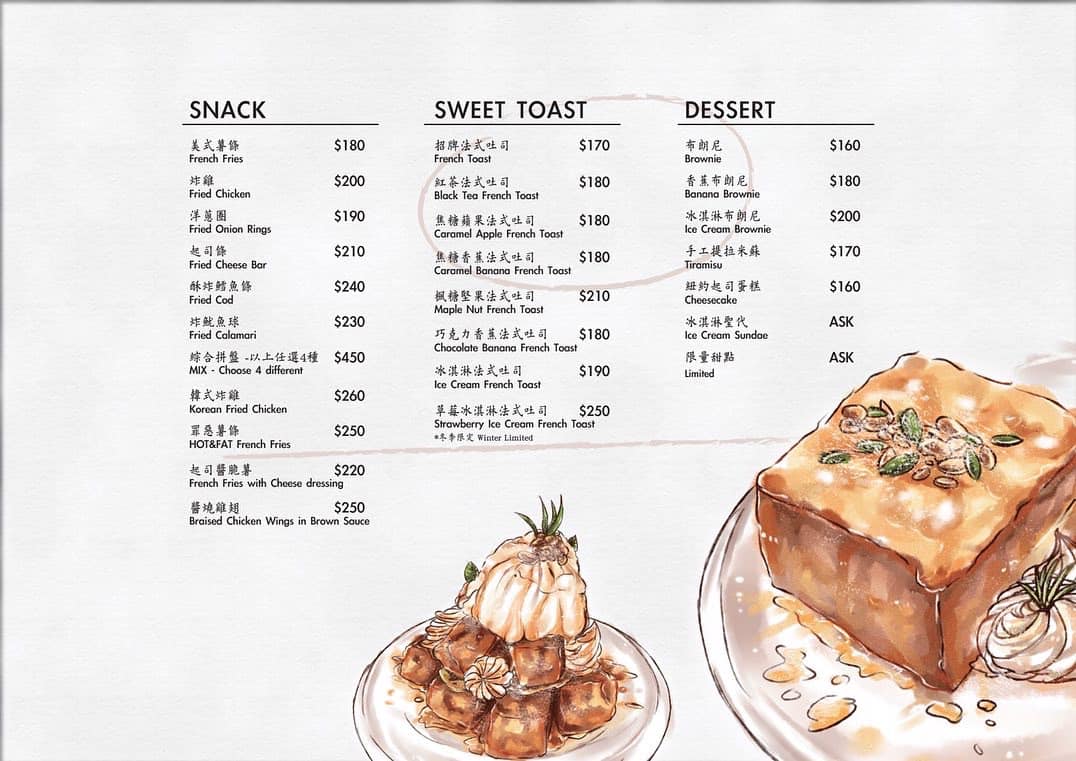 SNACK
美式薯條 $180
French Fries
炸雞 $200
Fried Chicken
洋蔥圈 $190
Fried Onion Rings
起司條 $210
Fried Cheese Bar
酥炸鱈魚條 $240
Fried Cod
炸魷魚球 $230
Fried Calamari
綜合拼盤 -以上任選4種 $450
MIX - Choose 4 different
韓式炸雞 $260
Korean Fried Chicken
罪惡薯條 $250
HOT&FAT French Fries
起司醬脆薯 $220
French Fries with Cheese dressing
醬燒雞翅 $250
Braised Chicken Wings in Brown Sauce
SWEET TOAST
招牌法式吐司 $170
French Toast
紅茶法式吐司 $180
Black Tea French Toast
焦糖蘋果法式吐司 $180
Caramel Apple French Toast
焦糖香蕉法式吐司 $180
Caramel Banana French Toast
楓糖堅果法式吐司 $210
Maple Nut French Toast
巧克力香蕉法式吐司 $180
Chocolate Banana French Toast
冰淇淋法式吐司 $190
Ice Cream French Toast
草莓冰淇淋法式吐司 $250
Strawberry Ice Cream French Toast
*冬季限定 Winter Limited
DESSERT
布朗尼 $160
Brownie
香蕉布朗尼 $180
Banana Brownie
冰淇淋布朗尼 $200
Ice Cream Brownie
手工提拉米蘇 $170
Tiramisu
紐約起司蛋糕 $160
Cheesecake
冰淇淋聖代 ASK
Ice Cream Sundae
限量甜點 ASK
Limited